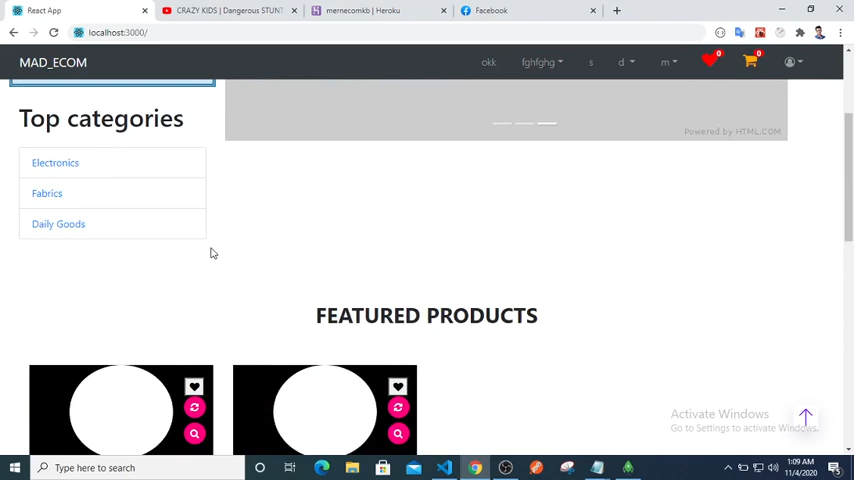 React App
CRAZY KIDS | Dangerous STUNT
mernecomkb | Heroku
Facebook
localhost:3000/
MAD_ECOM
okk
fghfghg
s
d
m
0
0
Top categories
Powered by HTML.COM
Electronics
Fabrics
Daily Goods
FEATURED PRODUCTS
Activate Windows
Go to Settings to activate Windows.
Type here to search
1:09 AM
11/4/2020
5